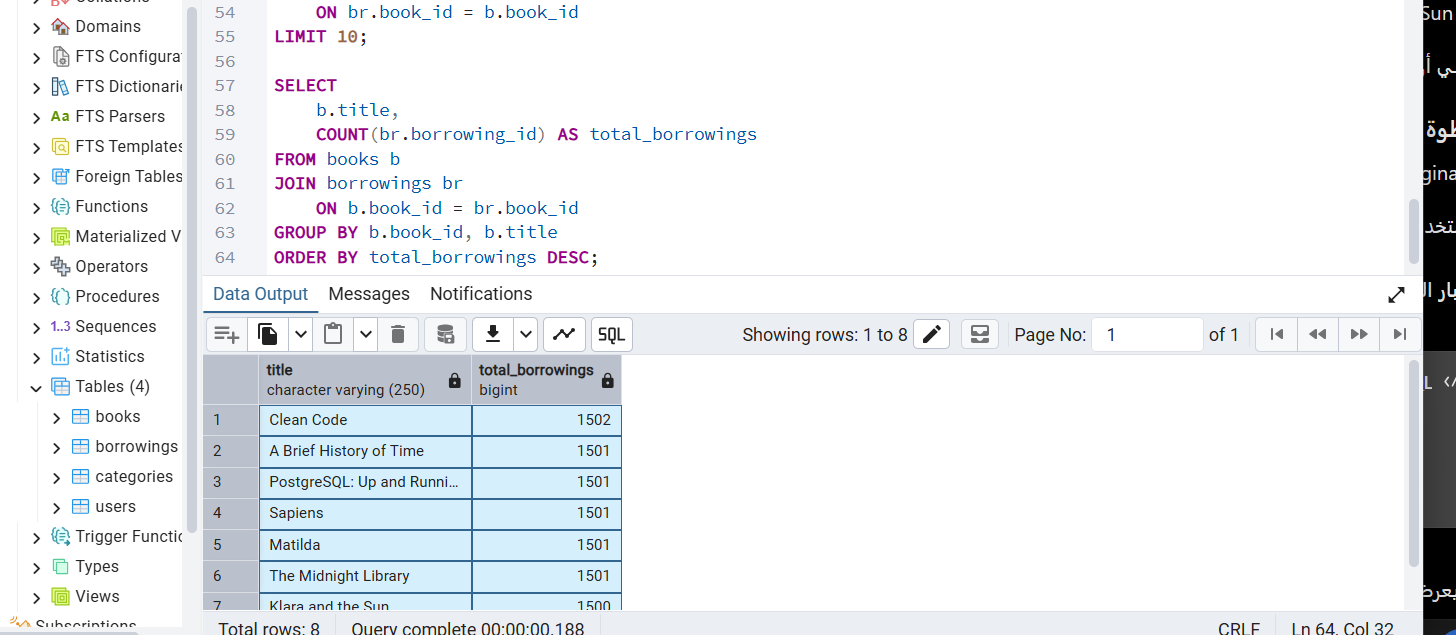 Domains
FTS Configura
FTS Dictionari
Aa FTS Parsers
FTS Templates
Foreign Tables
Functions
Materialized V
Operators
Procedures
1..3 Sequences
Statistics
Tables (4)
books
borrowings
categories
users
Trigger Functi
Types
Views
Subscriptions
54 ON br.book_id = b.book_id
55 LIMIT 10;
56
57 SELECT
58 b.title,
59 COUNT(br.borrowing_id) AS total_borrowings
60 FROM books b
61 JOIN borrowings br
62 ON b.book_id = br.book_id
63 GROUP BY b.book_id, b.title
64 ORDER BY total_borrowings DESC;
Data Output Messages Notifications
SQL Showing rows: 1 to 8 Page No: 1 of 1
title total_borrowings
character varying (250) bigint
1 Clean Code 1502
2 A Brief History of Time 1501
3 PostgreSQL: Up and Runni... 1501
4 Sapiens 1501
5 Matilda 1501
6 The Midnight Library 1501
7 Klara and the Sun 1500
Total rows: 8 Query complete 00:00:00.188 CRLF Ln 64, Col 32
Sun